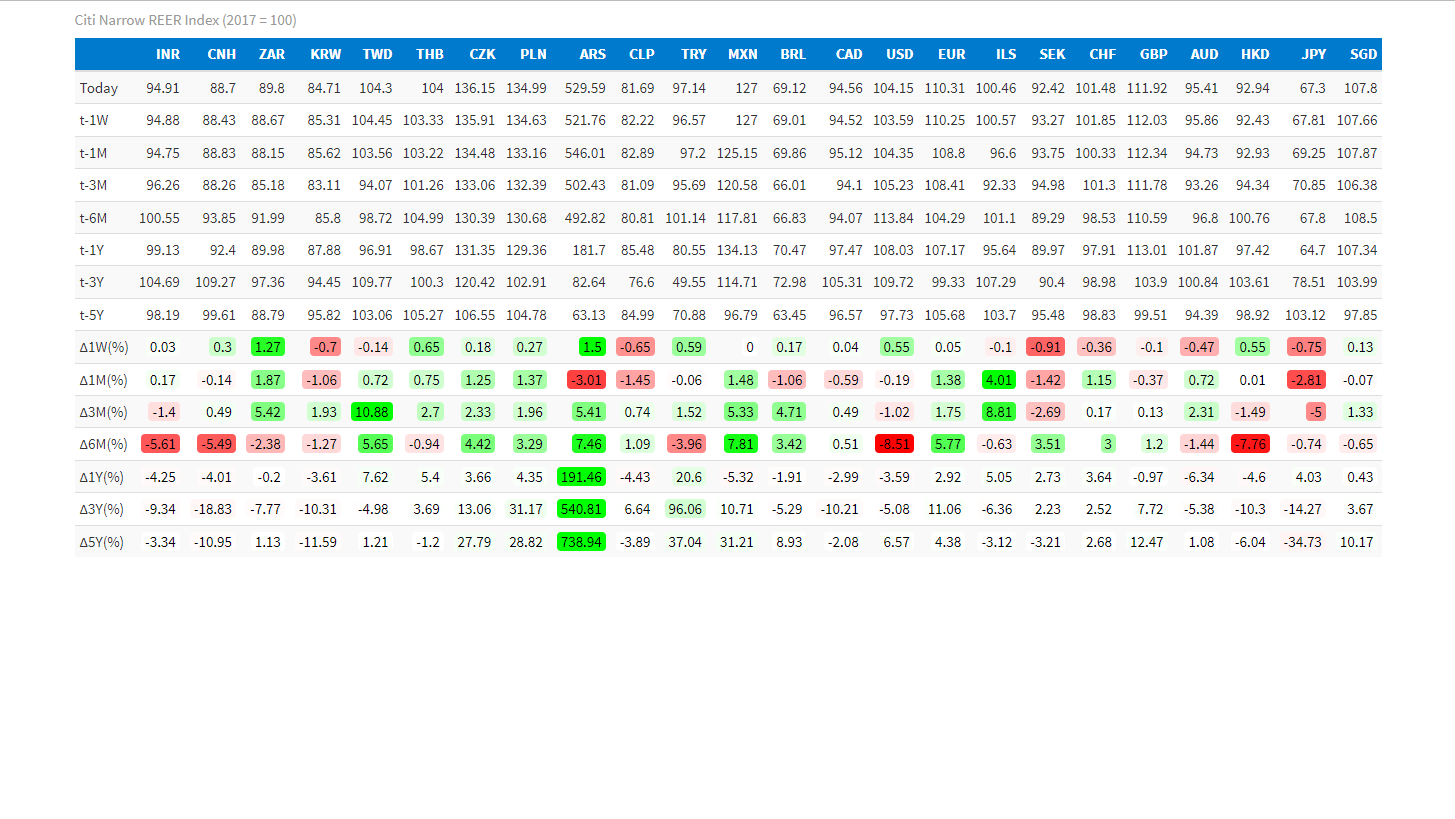 Citi Narrow REER Index (2017 = 100)
INR CNH ZAR KRW TWD THB CZK PLN ARS CLP TRY MXN BRL CAD USD EUR ILS SEK CHF GBP AUD HKD JPY SGD
Today 94.91 88.7 89.8 84.71 104.3 104 136.15 134.99 529.59 81.69 97.14 127 69.12 94.56 104.15 110.31 100.46 92.42 101.48 111.92 95.41 92.94 67.3 107.8
t-1W 94.88 88.43 88.67 85.31 104.45 103.33 135.91 134.63 521.76 82.22 96.57 127 69.01 94.52 103.59 110.25 100.57 93.27 101.85 112.03 95.86 92.43 67.81 107.66
t-1M 94.75 88.83 88.15 85.62 103.56 103.22 134.48 133.16 546.01 82.89 97.2 125.15 69.86 95.12 104.35 108.8 96.6 93.75 100.33 112.34 94.73 92.93 69.25 107.87
t-3M 96.26 88.26 85.18 83.11 94.07 101.26 133.06 132.39 502.43 81.09 95.69 120.58 66.01 94.1 105.23 108.41 92.33 94.98 101.3 111.78 93.26 94.34 70.85 106.38
t-6M 100.55 93.85 91.99 85.8 98.72 104.99 130.39 130.68 492.82 80.81 101.14 117.81 66.83 94.07 113.84 104.29 101.1 89.29 98.53 110.59 96.8 100.76 67.8 108.5
t-1Y 99.13 92.4 89.98 87.88 96.91 98.67 131.35 129.36 181.7 85.48 80.55 134.13 70.47 97.47 108.03 107.17 95.64 89.97 97.91 113.01 101.87 97.42 64.7 107.34
t-3Y 104.69 109.27 97.36 94.45 109.77 100.3 120.42 102.91 82.64 76.6 49.55 114.71 72.98 105.31 109.72 99.33 107.29 90.4 98.98 103.9 100.84 103.61 78.51 103.99
t-5Y 98.19 99.61 88.79 95.82 103.06 105.27 106.55 104.78 63.13 84.99 70.88 96.79 63.45 96.57 97.73 105.68 103.7 95.48 98.83 99.51 94.39 98.92 103.12 97.85
Δ1W(%) 0.03 0.3 1.27 -0.7 -0.14 0.65 0.18 0.27 1.5 -0.65 0.59 0 0.17 0.04 0.55 0.05 -0.1 -0.91 -0.36 -0.1 -0.47 0.55 -0.75 0.13
Δ1M(%) 0.17 -0.14 1.87 -1.06 0.72 0.75 1.25 1.37 -3.01 -1.45 -0.06 1.48 -1.06 -0.59 -0.19 1.38 4.01 -1.42 1.15 -0.37 0.72 0.01 -2.81 -0.07
Δ3M(%) -1.4 0.49 5.42 1.93 10.88 2.7 2.33 1.96 5.41 0.74 1.52 5.33 4.71 0.49 -1.02 1.75 8.81 -2.69 0.17 0.13 2.31 -1.49 -5 1.33
Δ6M(%) -5.61 -5.49 -2.38 -1.27 5.65 -0.94 4.42 3.29 7.46 1.09 -3.96 7.81 3.42 0.51 -8.51 5.77 -0.63 3.51 3 1.2 -1.44 -7.76 -0.74 -0.65
Δ1Y(%) -4.25 -4.01 -0.2 -3.61 7.62 5.4 3.66 4.35 191.46 -4.43 20.6 -5.32 -1.91 -2.99 -3.59 2.92 5.05 2.73 3.64 -0.97 -6.34 -4.6 4.03 0.43
Δ3Y(%) -9.34 -18.83 -7.77 -10.31 -4.98 3.69 13.06 31.17 540.81 6.64 96.06 10.71 -5.29 -10.21 -5.08 11.06 -6.36 2.23 2.52 7.72 -5.38 -10.3 -14.27 3.67
Δ5Y(%) -3.34 -10.95 1.13 -11.59 1.21 -1.2 27.79 28.82 738.94 -3.89 37.04 31.21 8.93 -2.08 6.57 4.38 -3.12 -3.21 2.68 12.47 1.08 -6.04 -34.73 10.17